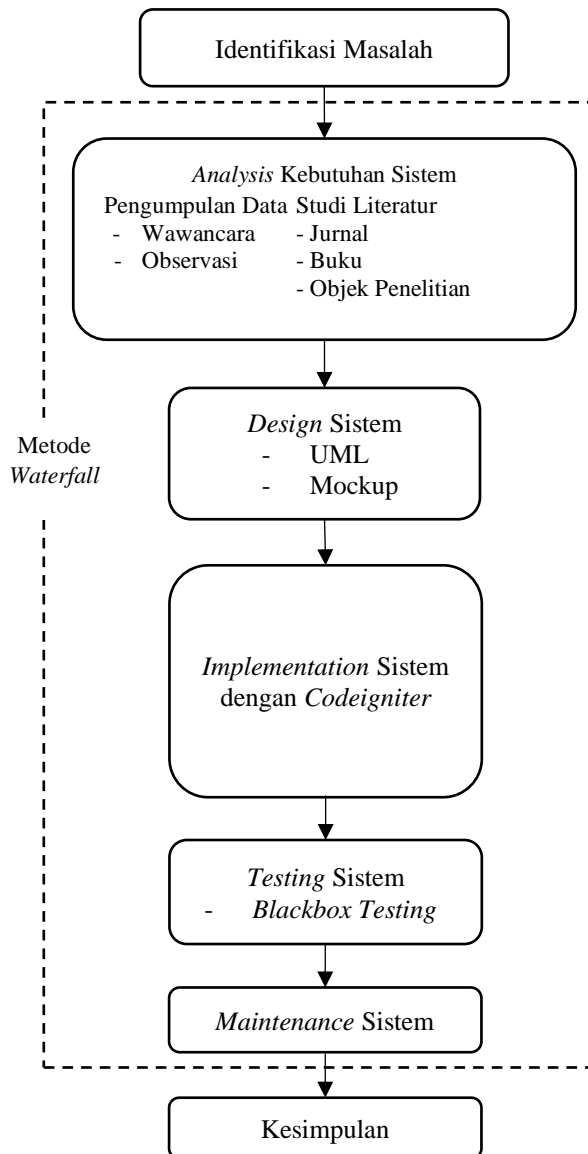 Identifikasi Masalah
Analysis Kebutuhan Sistem
Pengumpulan Data
- Wawancara
- Observasi
Studi Literatur
- Jurnal
- Buku
- Objek Penelitian
Metode
Waterfall
Design Sistem
- UML
- Mockup
Implementation Sistem
dengan Codeigniter
Testing Sistem
- Blackbox Testing
Maintenance Sistem
Kesimpulan